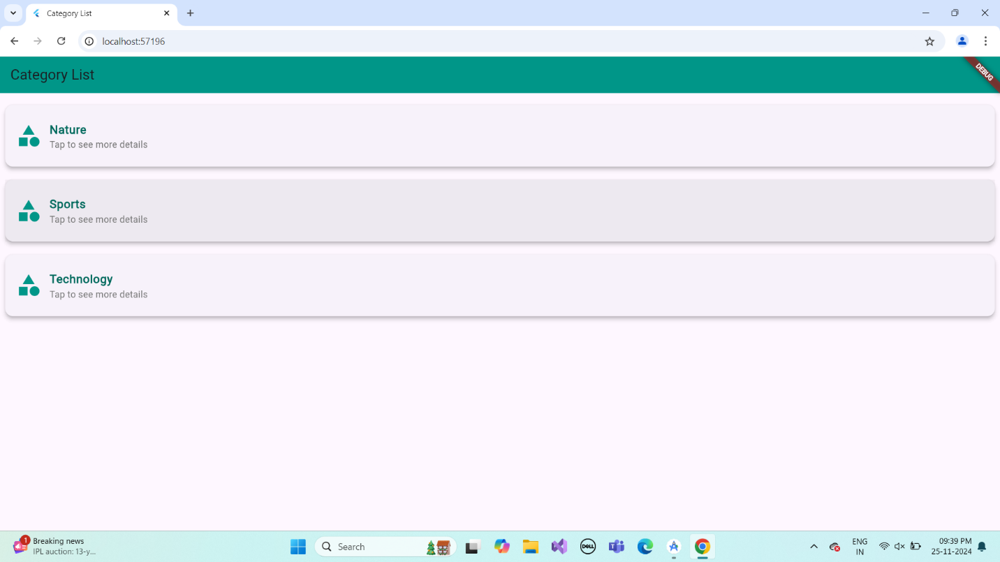 Category List
localhost:57196
Category List
DEBUG
Nature
Tap to see more details
Sports
Tap to see more details
Technology
Tap to see more details
1
Breaking news
IPL auction: 13-y...
Search
DELL
ENG
IN
09:39 PM
25-11-2024